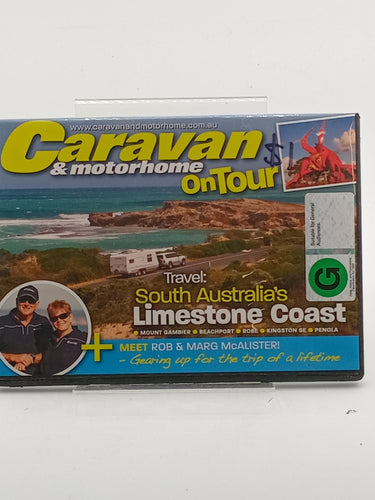 www.caravanandmotorhome.com.au
Caravan
& motorhome
OnTour
$1
Suitable for General
Audiences.
G
Travel:
South Australia's
Limestone Coast
MOUNT GAMBIER ● BEACHPORT ● ROBE ● KINGSTON SE ● PENOLA
+ MEET ROB & MARG McALISTER!
- Gearing up for the trip of a lifetime